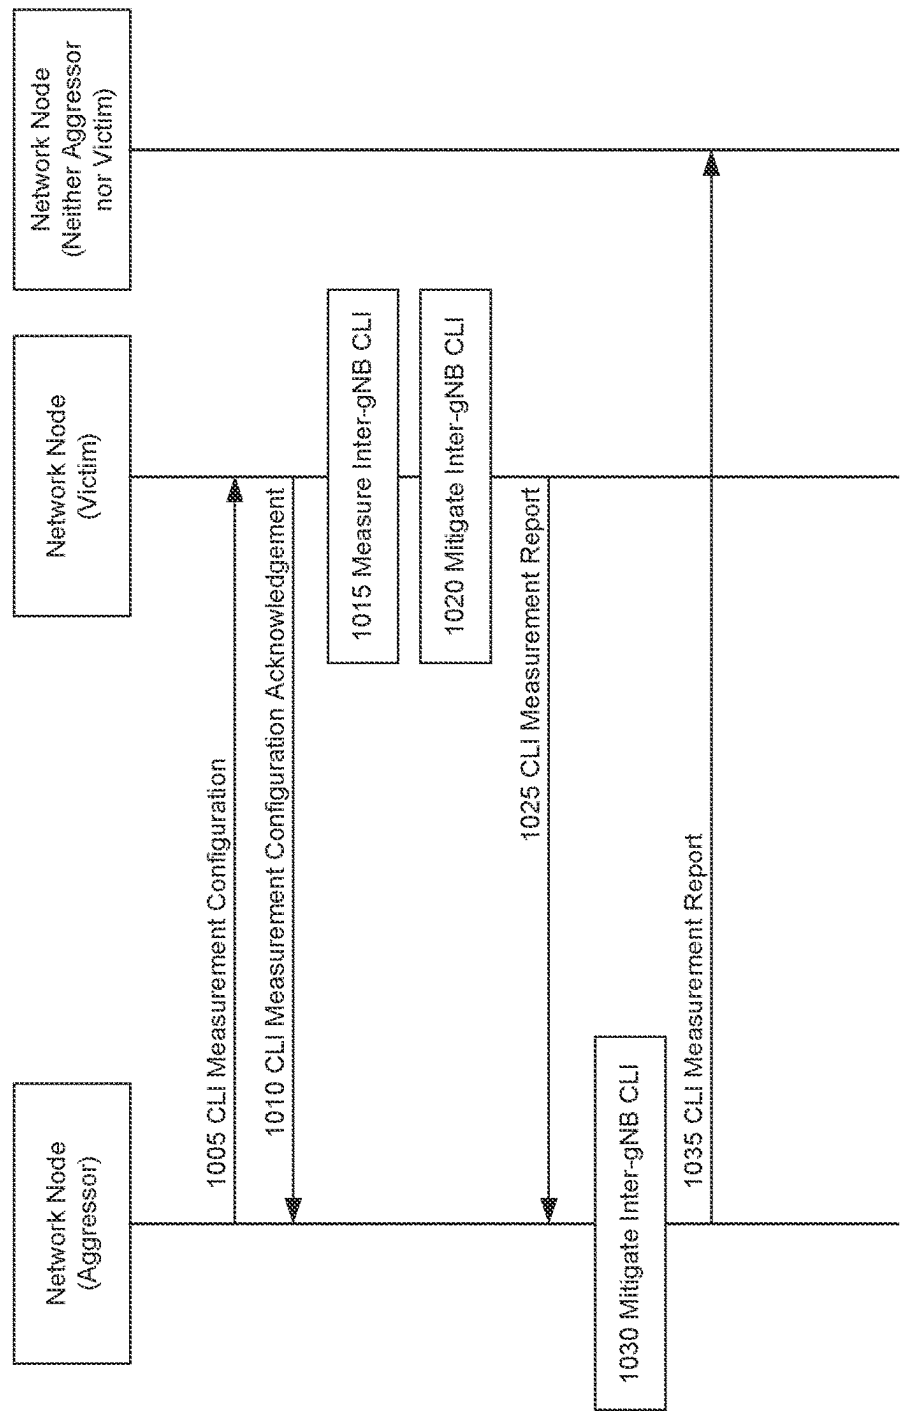 Network Node
(Aggressor)
Network Node
(Victim)
Network Node
(Neither Aggressor
nor Victim)
1005 CLI Measurement Configuration
1010 CLI Measurement Configuration Acknowledgement
1015 Measure Inter-gNB CLI
1020 Mitigate Inter-gNB CLI
1025 CLI Measurement Report
1030 Mitigate Inter-gNB CLI
1035 CLI Measurement Report